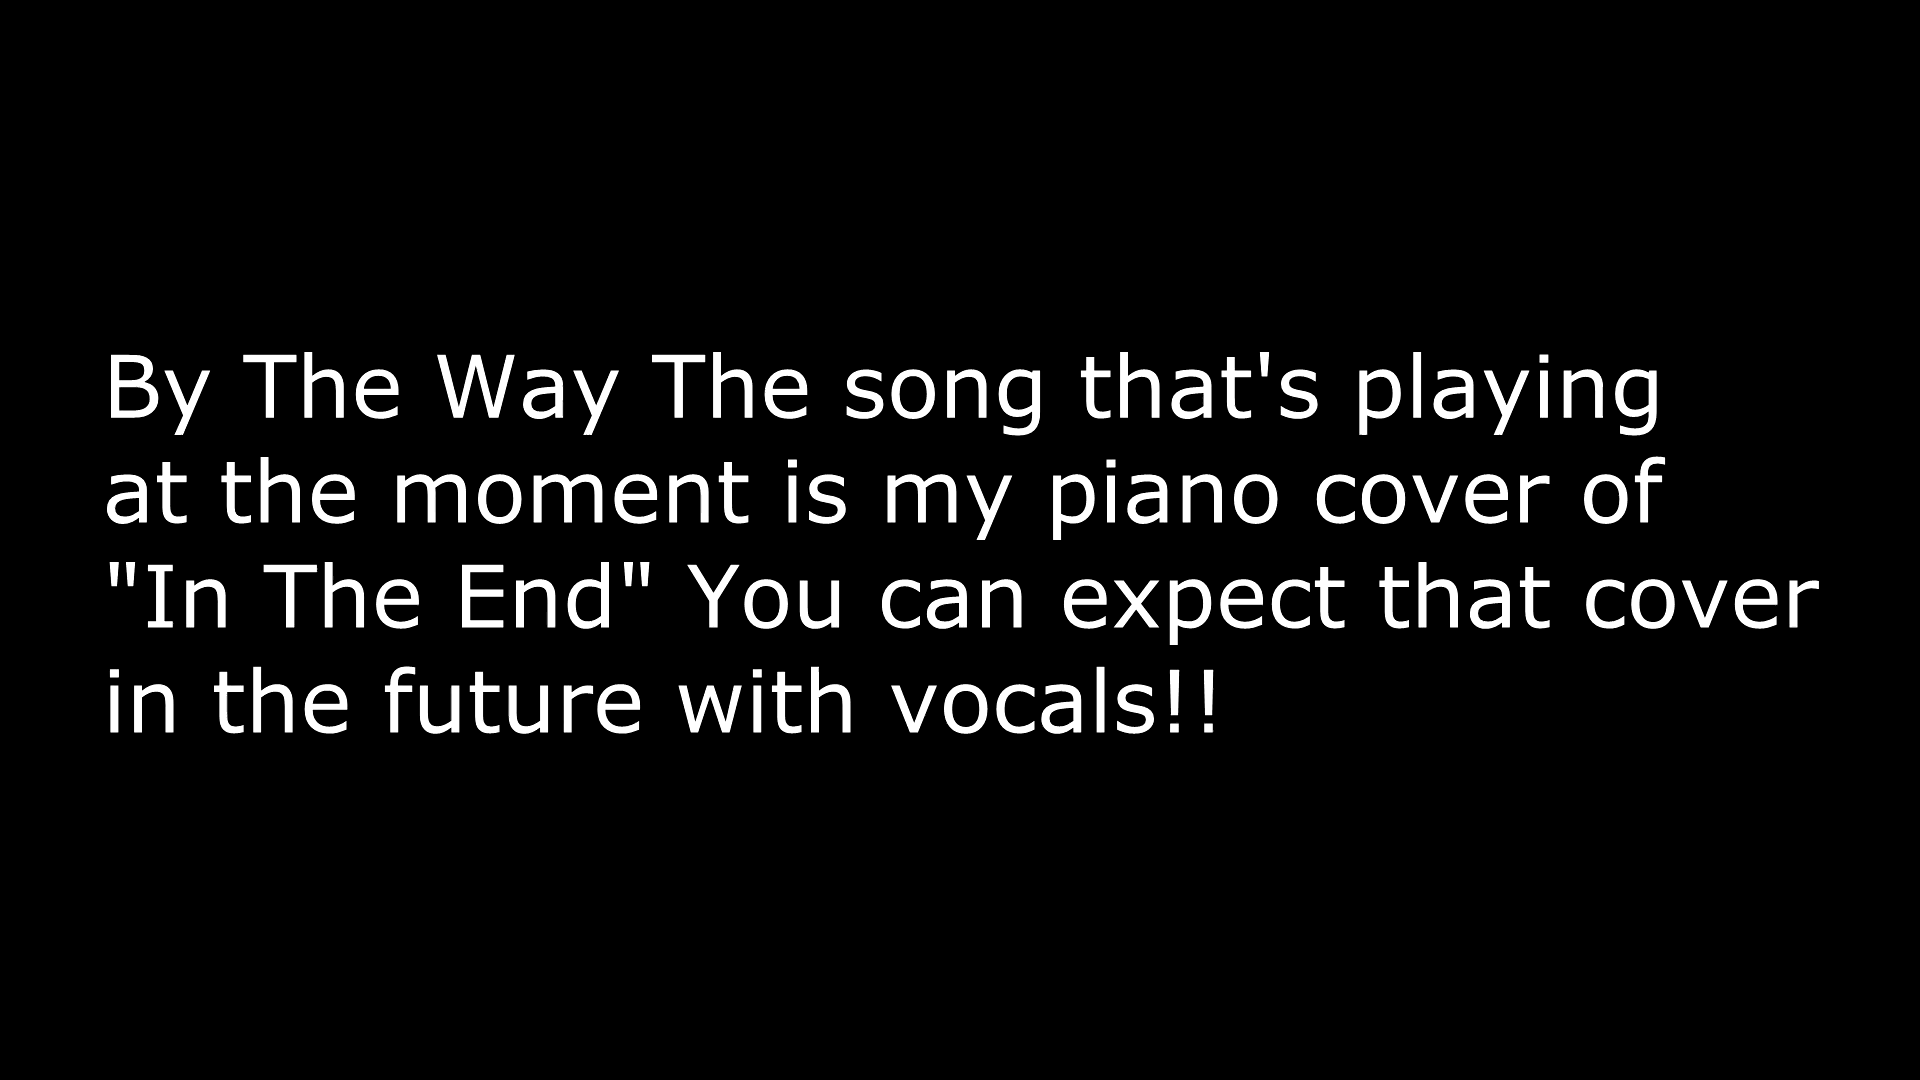 By The Way The song that's playing
at the moment is my piano cover of
"In The End" You can expect that cover
in the future with vocals!!